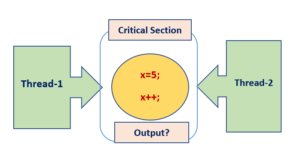 Critical Section
Thread-1
x=5;
x++;
Thread-2
Output?